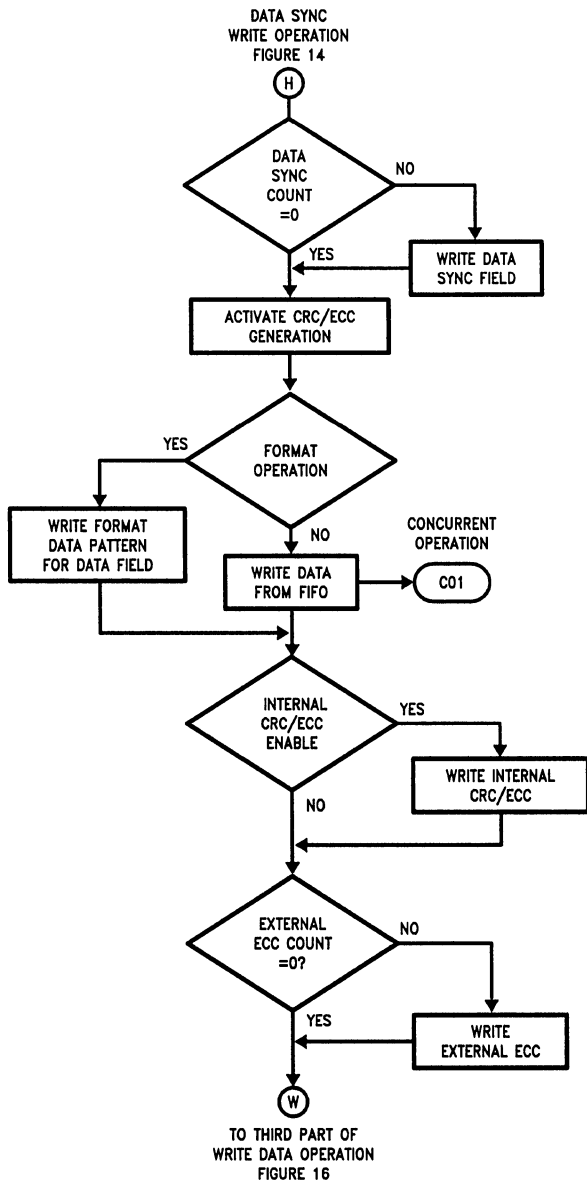 DATA SYNC
WRITE OPERATION
FIGURE 14
H
DATA
SYNC
COUNT
=0
NO
YES
WRITE DATA
SYNC FIELD
ACTIVATE CRC/ECC
GENERATION
FORMAT
OPERATION
YES
NO
WRITE FORMAT
DATA PATTERN
FOR DATA FIELD
WRITE DATA
FROM FIFO
CONCURRENT
OPERATION
CO1
INTERNAL
CRC/ECC
ENABLE
YES
NO
WRITE INTERNAL
CRC/ECC
EXTERNAL
ECC COUNT
=0?
NO
YES
WRITE
EXTERNAL ECC
W
TO THIRD PART OF
WRITE DATA OPERATION
FIGURE 16